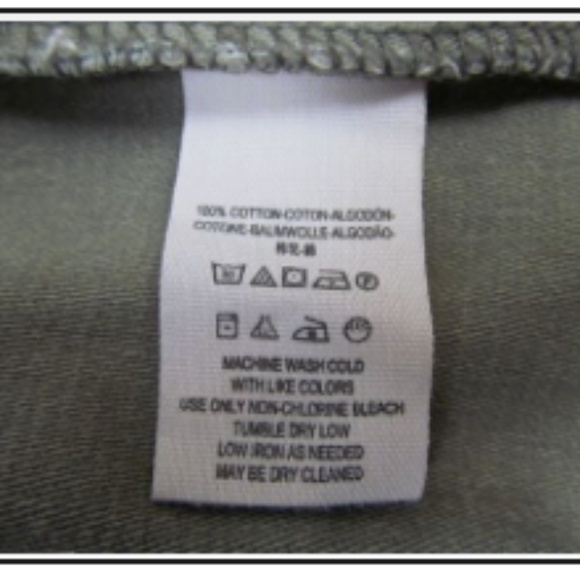 100% COTTON-COTON-ALGODÓN-
COTONE-BAUMWOLLE-ALGODÃO-
MACHINE WASH COLD
WITH LIKE COLORS
USE ONLY NON-CHLORINE BLEACH
TUMBLE DRY LOW
LOW IRON AS NEEDED
MAY BE DRY CLEANED